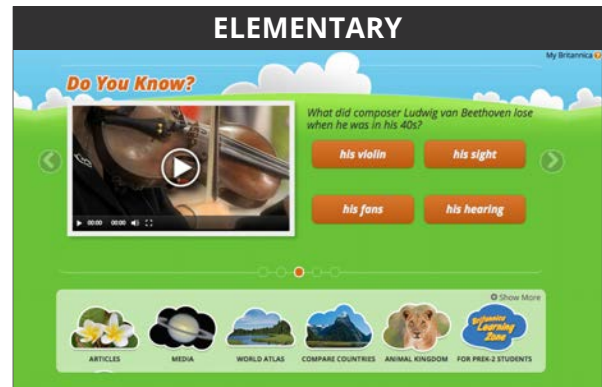 ELEMENTARY
My Britannica
Do You Know?
What did composer Ludwig van Beethoven lose
when he was in his 40s?
his violin
his sight
his fans
his hearing
00:00 00:00
Show More
Britannica
Learning
Zone
ARTICLES
MEDIA
WORLD ATLAS
COMPARE COUNTRIES
ANIMAL KINGDOM
FOR PREK-2 STUDENTS